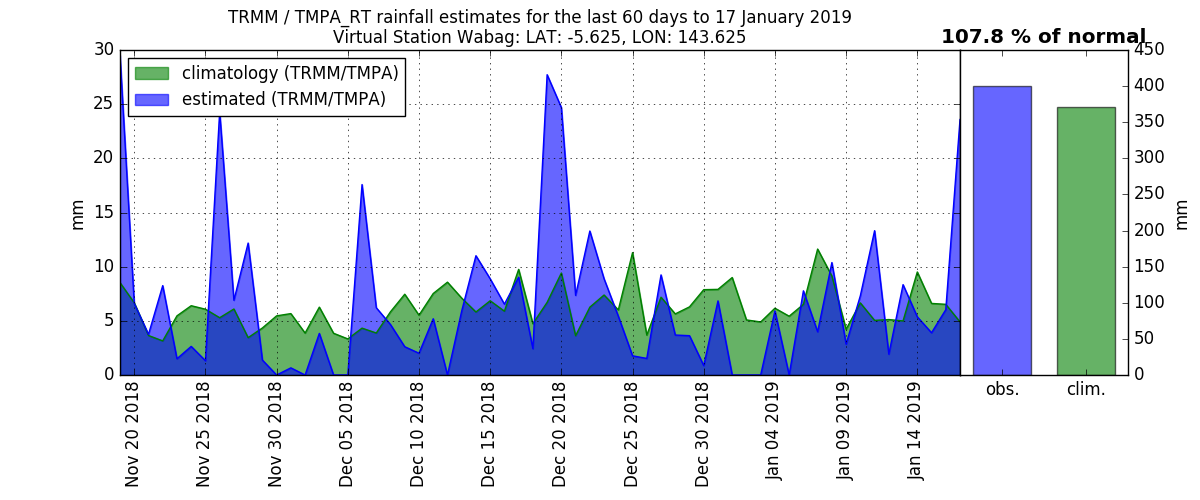 TRMM / TMPA_RT rainfall estimates for the last 60 days to 17 January 2019
Virtual Station Wabag: LAT: -5.625, LON: 143.625
107.8 % of normal
climatology (TRMM/TMPA)
estimated (TRMM/TMPA)
30
25
20
15
10
5
0
mm
450
400
350
300
250
200
150
100
50
0
mm
Nov 20 2018
Nov 25 2018
Nov 30 2018
Dec 05 2018
Dec 10 2018
Dec 15 2018
Dec 20 2018
Dec 25 2018
Dec 30 2018
Jan 04 2019
Jan 09 2019
Jan 14 2019
obs.
clim.